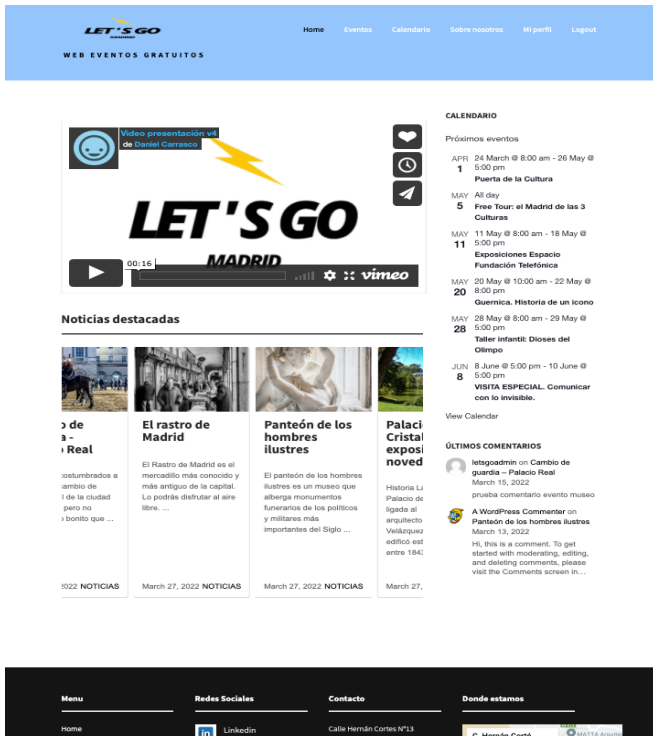 LET'S GO
MADRID
WEB EVENTOS GRATUITOS
Home
Eventos
Calendario
Sobre nosotros
Mi perfil
Logout
Video presentación v4
de Daniel Carrasco
LET'S GO
MADRID
00:16
vimeo
Noticias destacadas
o de
a –
o Real
costumbrados a
ambio de
l de la ciudad
pero no
o bonito que ...
2022 NOTICIAS
El rastro de
Madrid
El Rastro de Madrid es el
mercadillo más conocido y
más antiguo de la capital.
Lo podrás disfrutar al aire
libre. ...
March 27, 2022 NOTICIAS
Panteón de los
hombres
ilustres
El panteón de los hombres
ilustres es un museo que
alberga monumentos
funerarios de los políticos
y militares más
importantes del Siglo ...
March 27, 2022 NOTICIAS
Palaci
Cristal
exposi
noved
Historia La
Palacio de
ligada al
arquitecto
Velázquez
edificó est
entre 1843
March 27,
CALENDARIO
Próximos eventos
APR
1
24 March @ 8:00 am - 26 May @
5:00 pm
Puerta de la Cultura
MAY
5
All day
Free Tour: el Madrid de las 3
Culturas
MAY
11
11 May @ 8:00 am - 18 May @
5:00 pm
Exposiciones Espacio
Fundación Telefónica
MAY
20
20 May @ 10:00 am - 22 May @
8:00 pm
Guernica. Historia de un icono
MAY
28
28 May @ 8:00 am - 29 May @
5:00 pm
Taller infantil: Dioses del
Olimpo
JUN
8
8 June @ 5:00 pm - 10 June @
5:00 pm
VISITA ESPECIAL. Comunicar
con lo invisible.
View Calendar
ÚLTIMOS COMENTARIOS
letsgoadmin on Cambio de
guardia – Palacio Real
March 15, 2022
prueba comentario evento museo
A WordPress Commenter on
Panteón de los hombres ilustres
March 13, 2022
Hi, this is a comment. To get
started with moderating, editing,
and deleting comments, please
visit the Comments screen in...
Menu
Home
Redes Sociales
in
Linkedin
Contacto
Calle Hernán Cortes Nº13
Donde estamos
C. Hernán Corté
MATTA